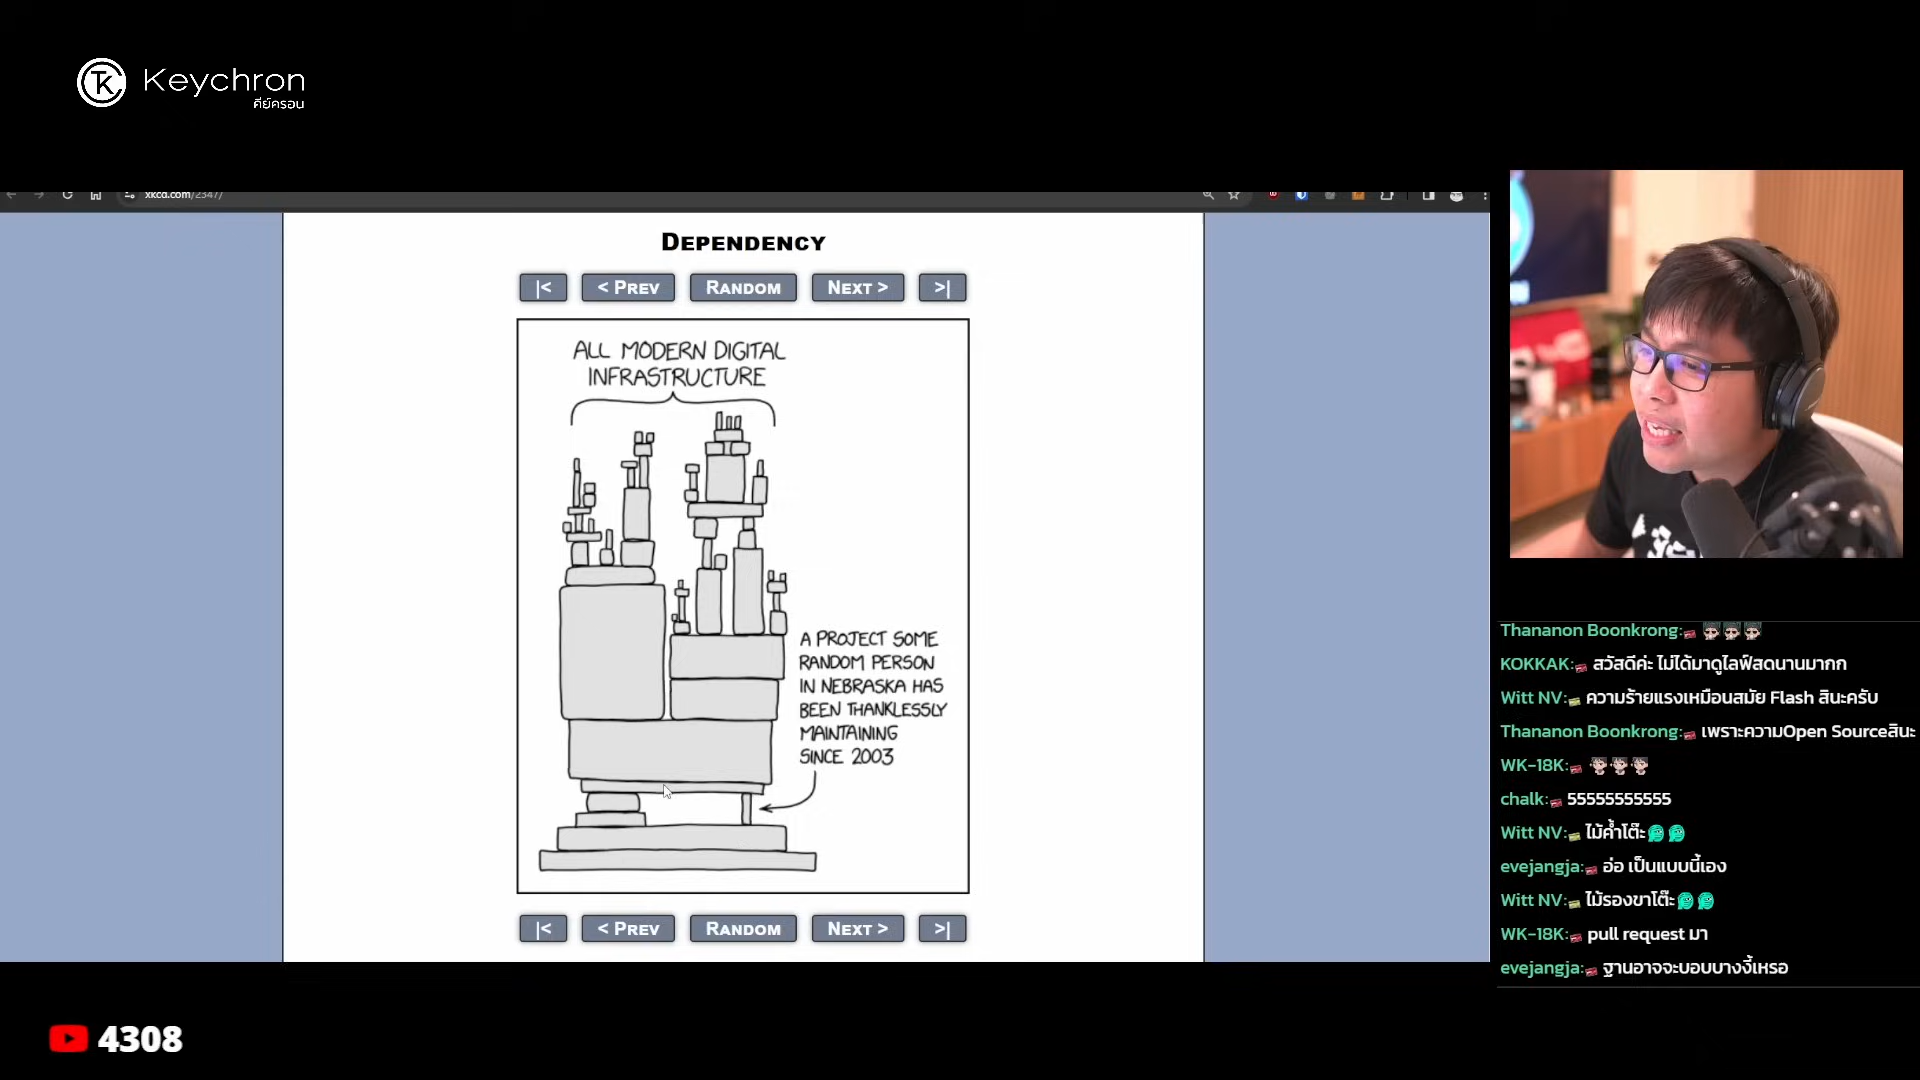 Keychron
คีย์ครอน
xkcd.com/2347/
DEPENDENCY
|<
< PREV
RANDOM
NEXT >
>|
ALL MODERN DIGITAL
INFRASTRUCTURE
A PROJECT SOME
RANDOM PERSON
IN NEBRASKA HAS
BEEN THANKLESSLY
MAINTAINING
SINCE 2003
|<
< PREV
RANDOM
NEXT >
>|
Thananon Boonkrong:
KOKKAK: สวัสดีค่ะ ไม่ได้มาดูไลฟ์สดนานมากก
Witt NV: ความร้ายแรงเหมือนสมัย Flash สินะครับ
Thananon Boonkrong: เพราะความOpen Sourceสินะ
WK-18K:
chalk: 55555555555
Witt NV: ไม้ค้ำโต๊ะ
evejangja: อ่อ เป็นแบบนี้เอง
Witt NV: ไม้รองขาโต๊ะ
WK-18K: pull request มา
evejangja: ฐานอาจจะบอบบางงี้เหรอ
4308